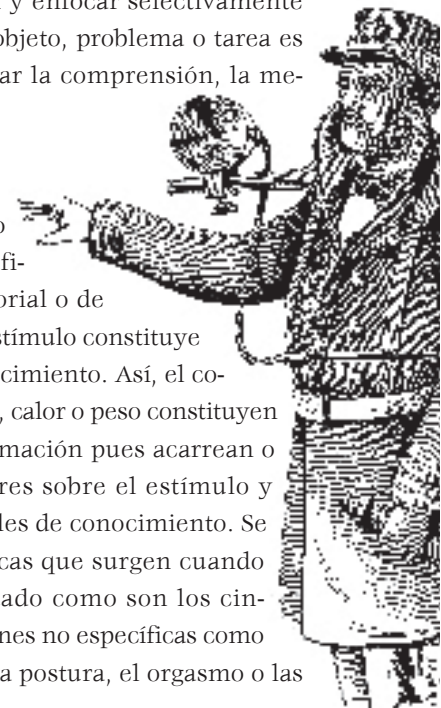 y enfocar selectivamente
objeto, problema o tarea es
ar la comprensión, la me-
o
fi-
orial o de
stímulo constituye
cimiento. Así, el co-
, calor o peso constituyen
mación pues acarrean o
res sobre el estímulo y
les de conocimiento. Se
cas que surgen cuando
ado como son los cin-
nes no específicas como
a postura, el orgasmo o las